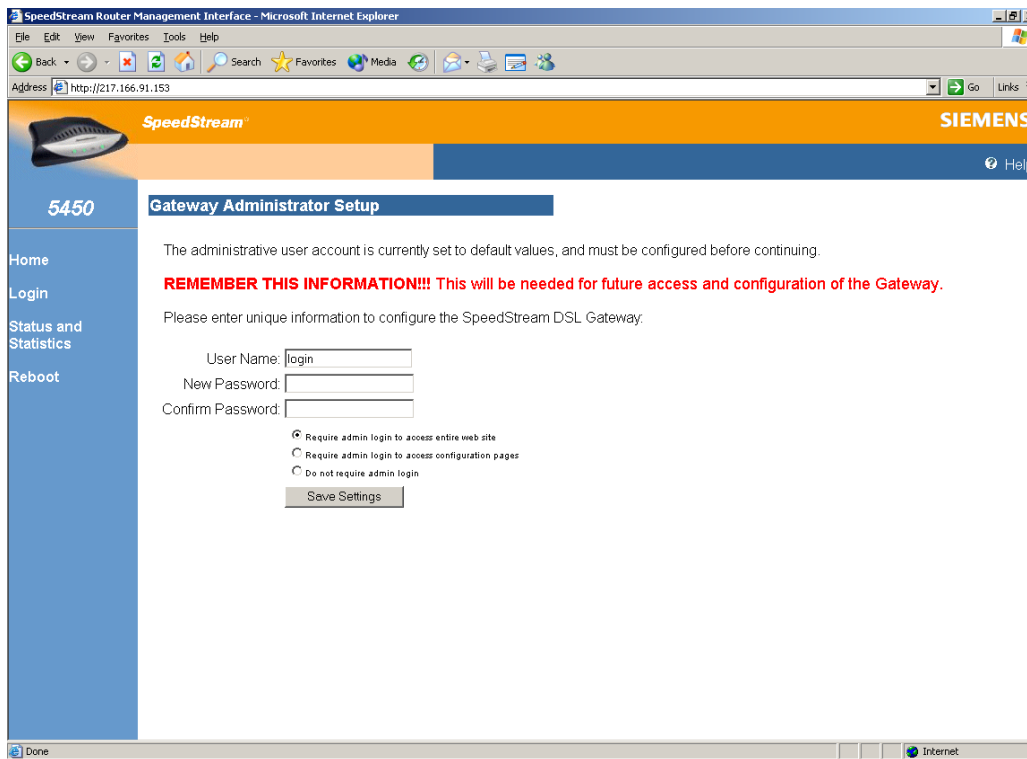 SpeedStream Router Management Interface - Microsoft Internet Explorer
File Edit View Favorites Tools Help
Back Search Favorites Media
Address http://217.166.91.153 Go Links
SpeedStream®
SIEMENS
Help
5450
Home
Login
Status and
Statistics
Reboot
Gateway Administrator Setup
The administrative user account is currently set to default values, and must be configured before continuing.
REMEMBER THIS INFORMATION!!! This will be needed for future access and configuration of the Gateway.
Please enter unique information to configure the SpeedStream DSL Gateway:
User Name: login
New Password:
Confirm Password:
Require admin login to access entire web site
Require admin login to access configuration pages
Do not require admin login
Save Settings
Done
Internet